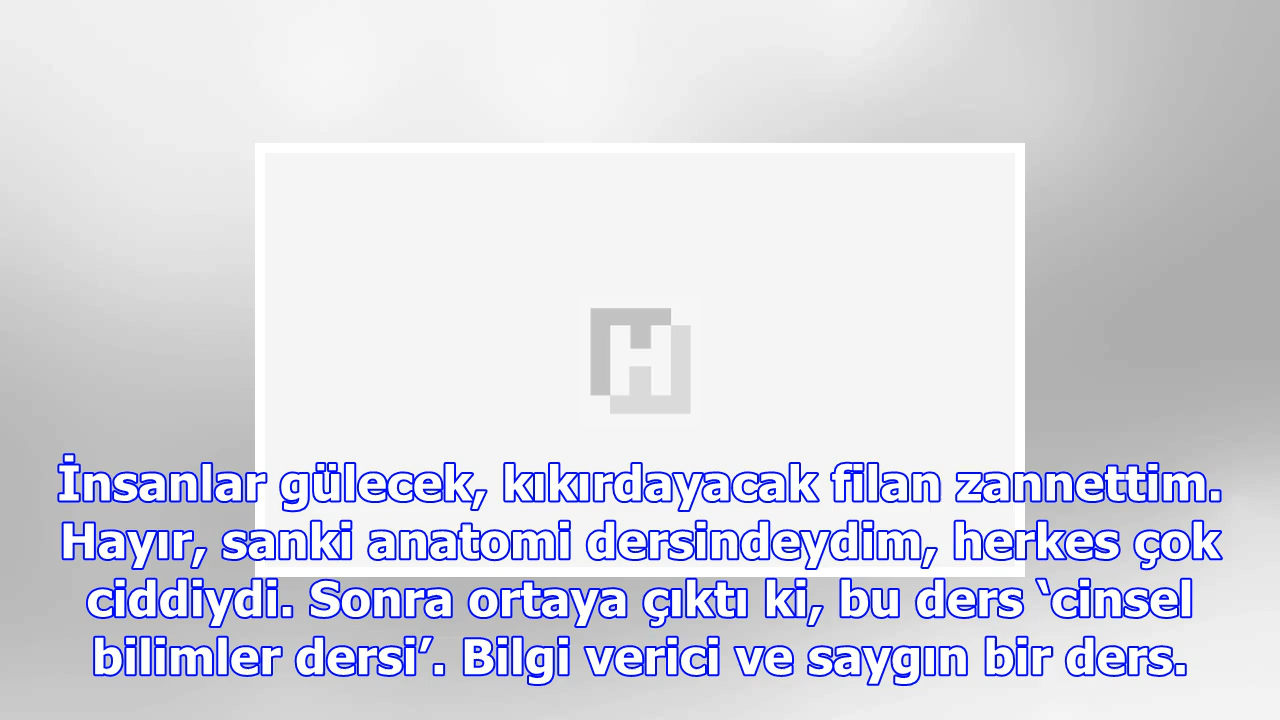 İnsanlar gülecek, kıkırdayacak filan zannettim.
Hayır, sanki anatomi dersindeydim, herkes çok
ciddiydi. Sonra ortaya çıktı ki, bu ders ‘cinsel
bilimler dersi’. Bilgi verici ve saygın bir ders.